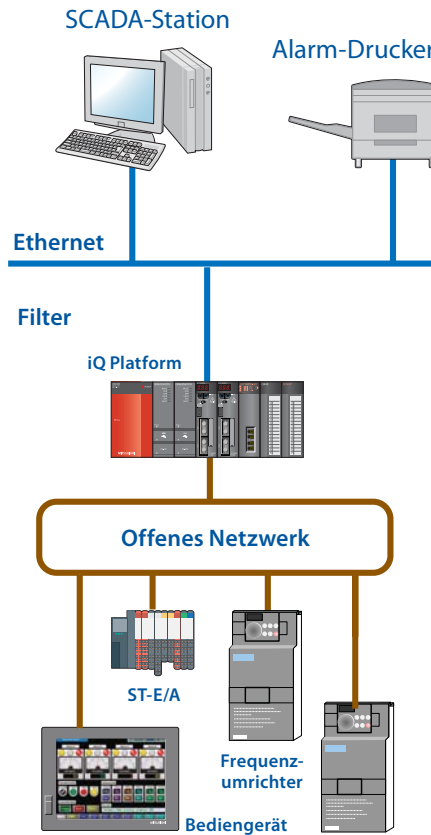 SCADA-Station
Alarm-Drucker
Ethernet
Filter
iQ Platform
Offenes Netzwerk
ST-E/A
Frequenz-
umrichter
Bediengerät